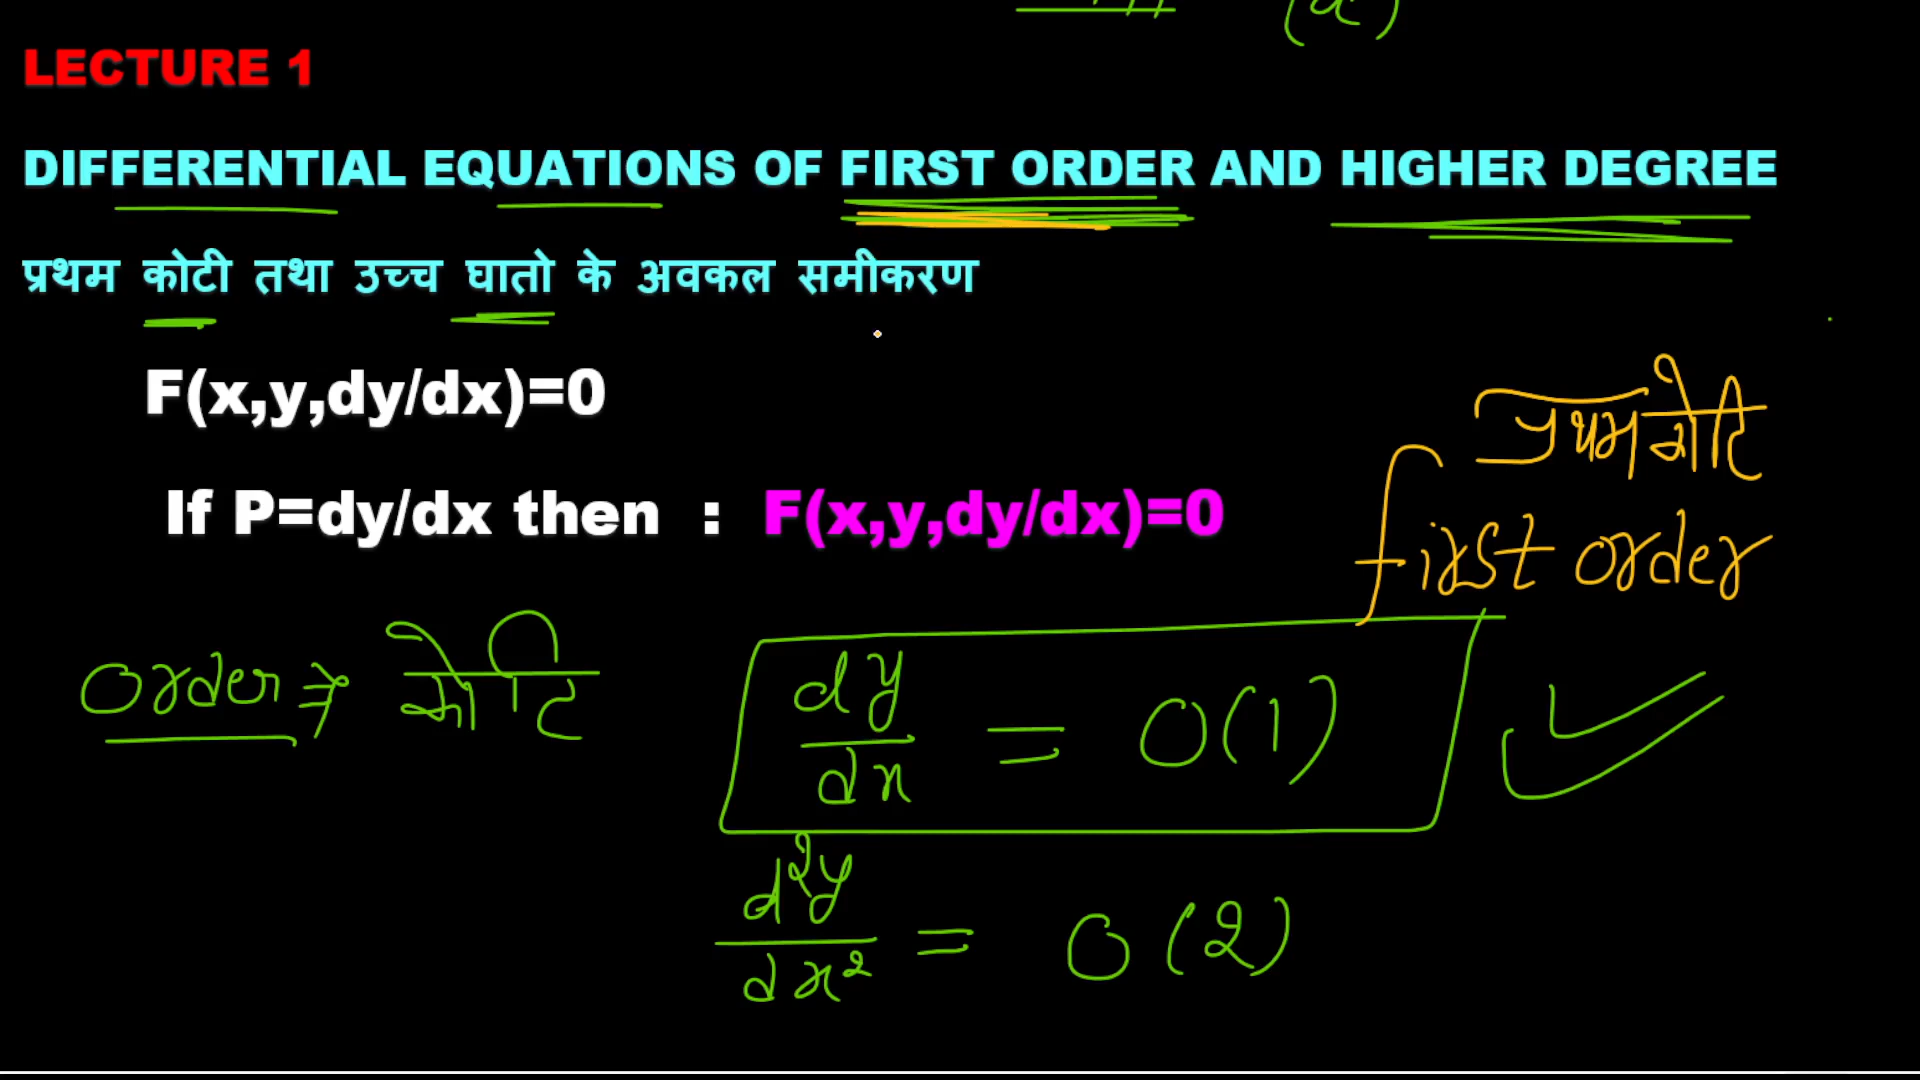 (x)
LECTURE 1
DIFFERENTIAL EQUATIONS OF FIRST ORDER AND HIGHER DEGREE
प्रथम कोटी तथा उच्च घातो के अवकल समीकरण
F(x,y,dy/dx)=0
प्रथम कोटि
If P=dy/dx then : F(x,y,dy/dx)=0
first order
order ⇒ कोटि
dy/dx = O(1)
d²y/dx² = O(2)